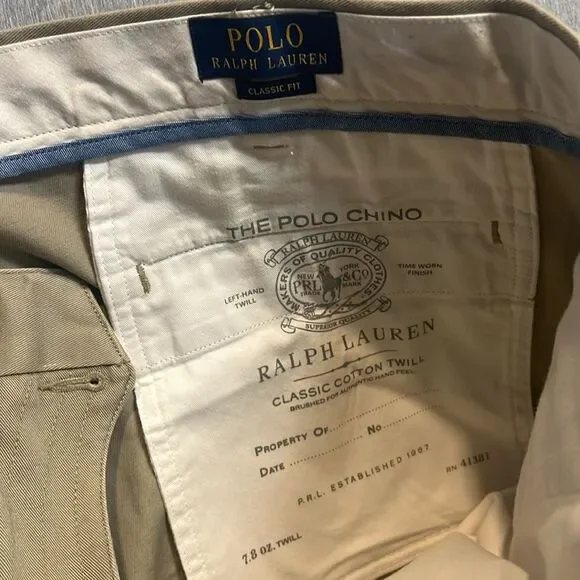 POLO
RALPH LAUREN
CLASSIC FIT
THE POLO CHINO
RALPH LAUREN
MAKERS OF QUALITY CLOTHES
NEW YORK
PRL & Co
TRADE MARK
SUPERIOR QUALITY
LEFT-HAND
TWILL
TIME WORN
FINISH
RALPH LAUREN
CLASSIC COTTON TWILL
BRUSHED FOR AUTHENTIC HAND FEEL
PROPERTY OF.................. NO..................
DATE ..................
P.R.L. ESTABLISHED 1967
RN 41381
7.8 OZ. TWILL